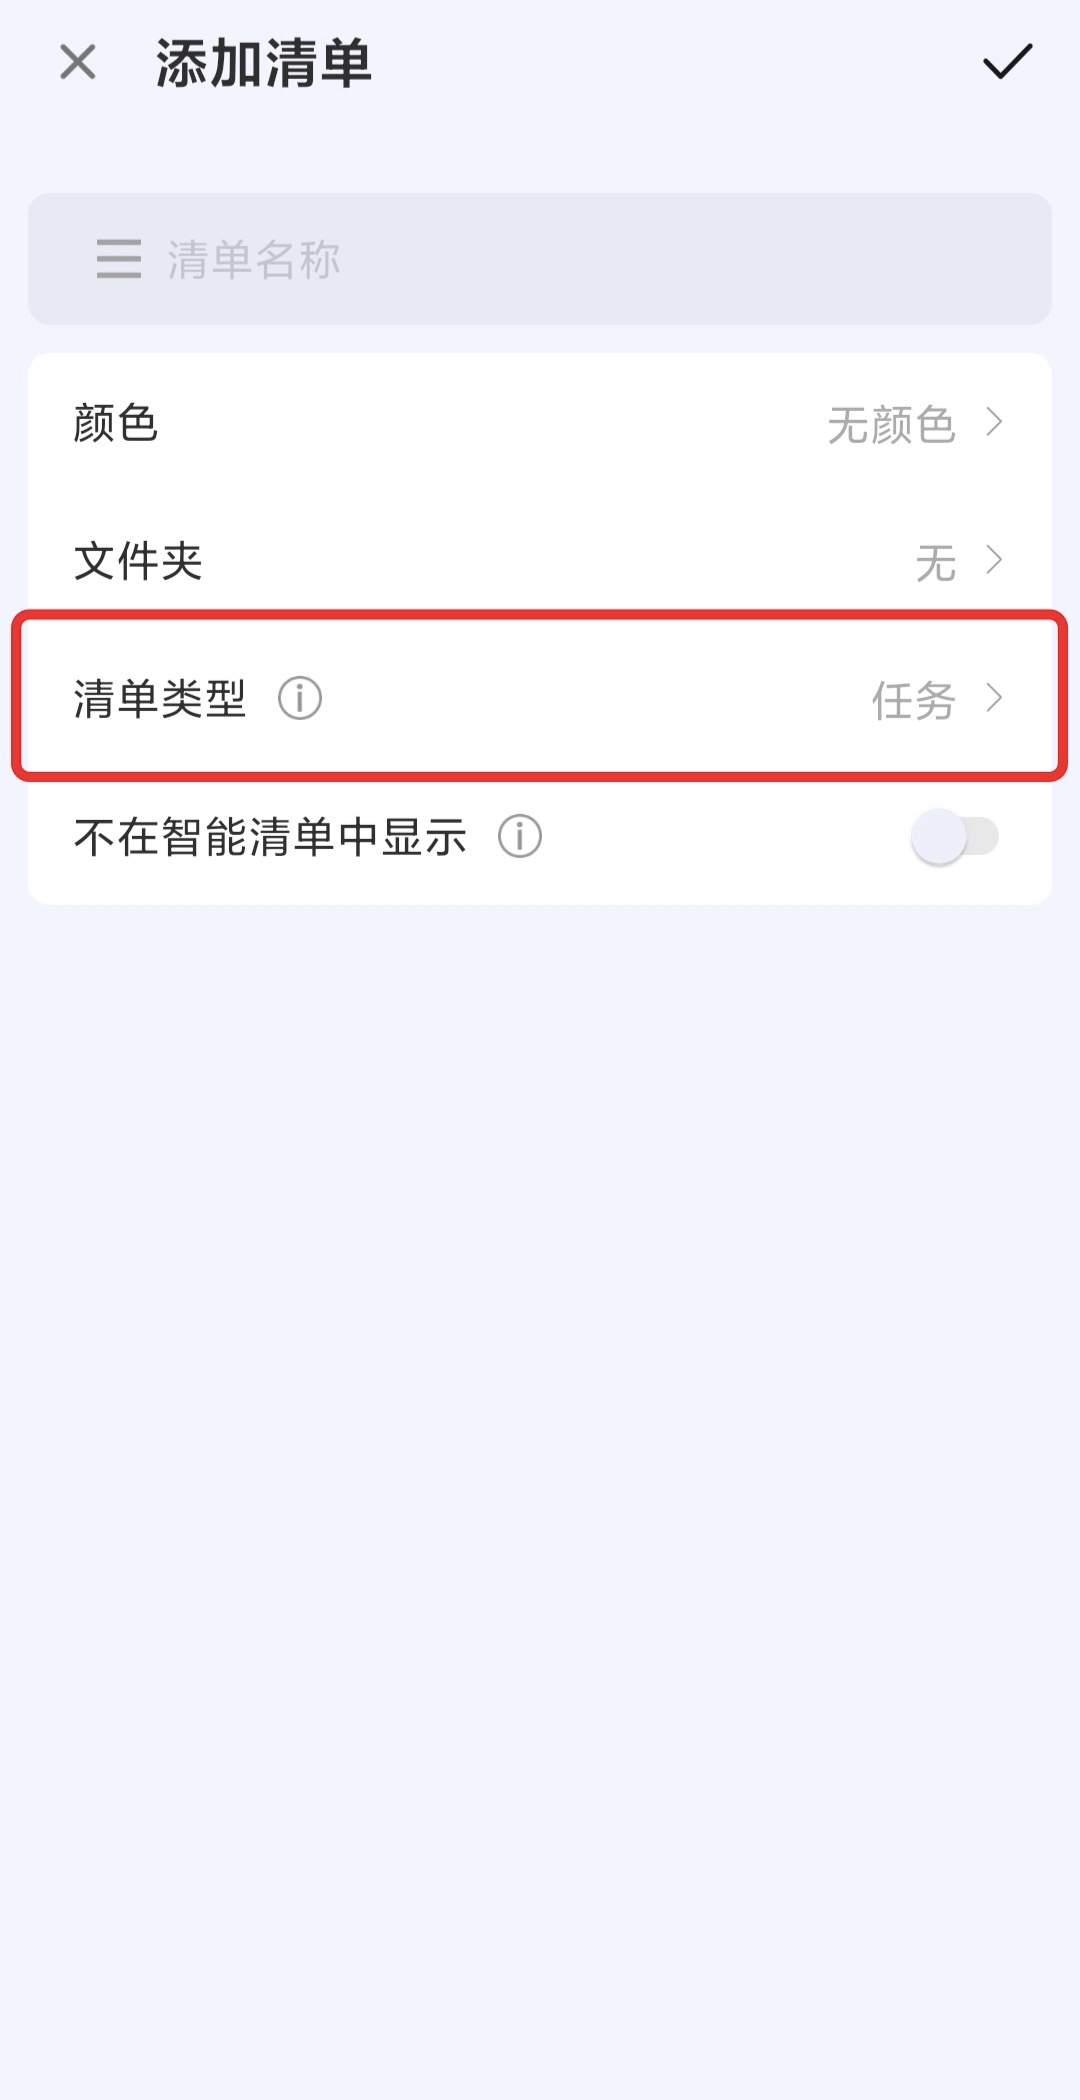 添加清单
清单名称
颜色 无颜色
文件夹 无
清单类型 任务
不在智能清单中显示